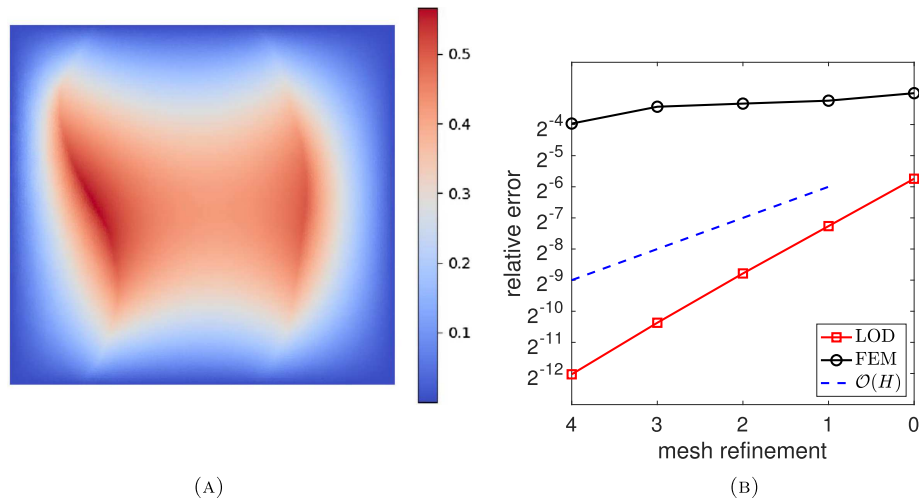 0.5
0.4
0.3
0.2
0.1
(A)
relative error
2^-4
2^-5
2^-6
2^-7
2^-8
2^-9
2^-10
2^-11
2^-12
4 3 2 1 0
mesh refinement
LOD
FEM
𝒪(H)
(B)